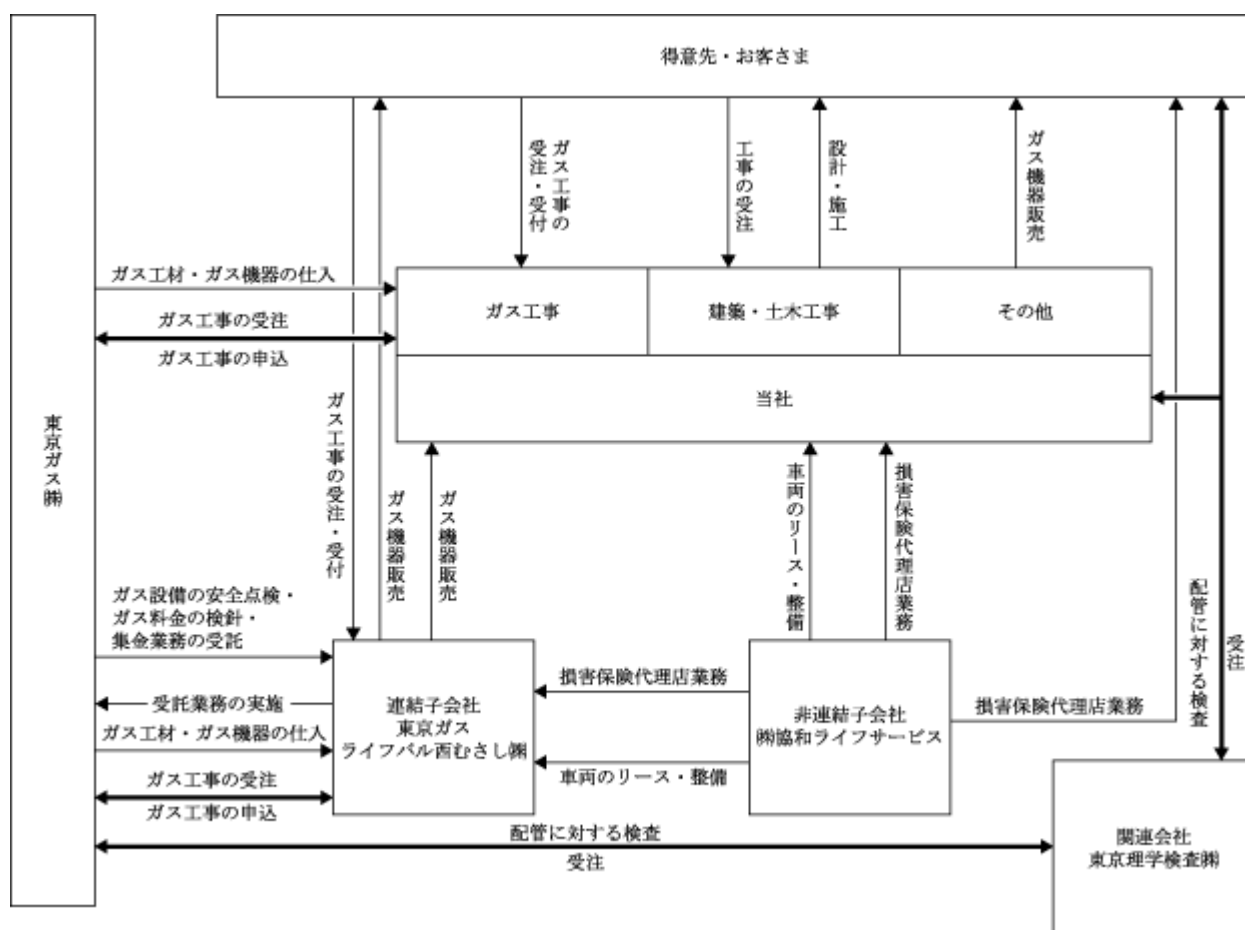 得意先・お客さま
ガス工事の
受注・受付
工事の受注
設計・施工
ガス機器販売
ガス工材・ガス機器の仕入
ガス工事の受注
ガス工事の申込
ガス工事
建築・土木工事
その他
当社
東京ガス㈱
ガス工事の受注・受付
ガス機器販売
ガス機器販売
車両のリース・整備
損害保険代理店業務
配管に対する検査
受注
ガス設備の安全点検・
ガス料金の検針・
集金業務の受託
受託業務の実施
ガス工材・ガス機器の仕入
ガス工事の受注
ガス工事の申込
連結子会社
東京ガス
ライフバル西むさし㈱
損害保険代理店業務
車両のリース・整備
非連結子会社
㈱協和ライフサービス
損害保険代理店業務
配管に対する検査
受注
関連会社
東京理学検査㈱